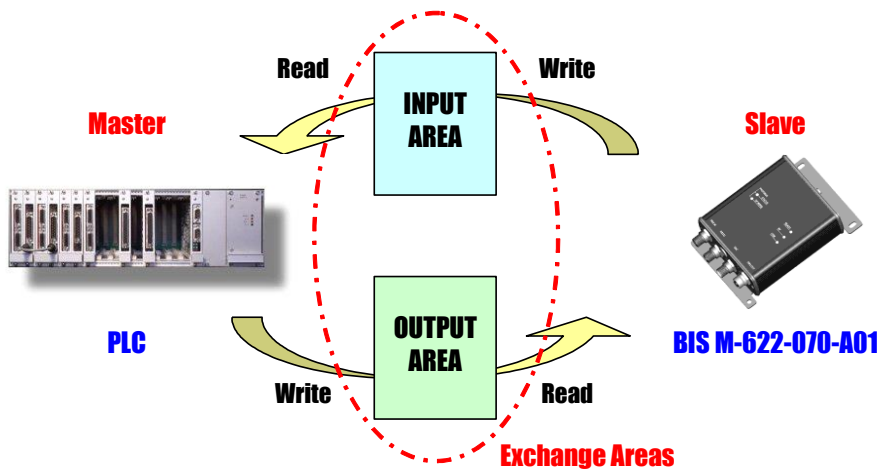 Read
Write
INPUT
AREA
Master
Slave
PLC
BIS M-622-070-A01
OUTPUT
AREA
Write
Read
Exchange Areas